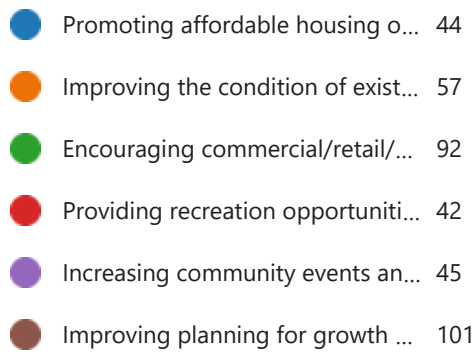 Promoting affordable housing o... 44
Improving the condition of exist... 57
Encouraging commercial/retail/... 92
Providing recreation opportuniti... 42
Increasing community events an... 45
Improving planning for growth ... 101